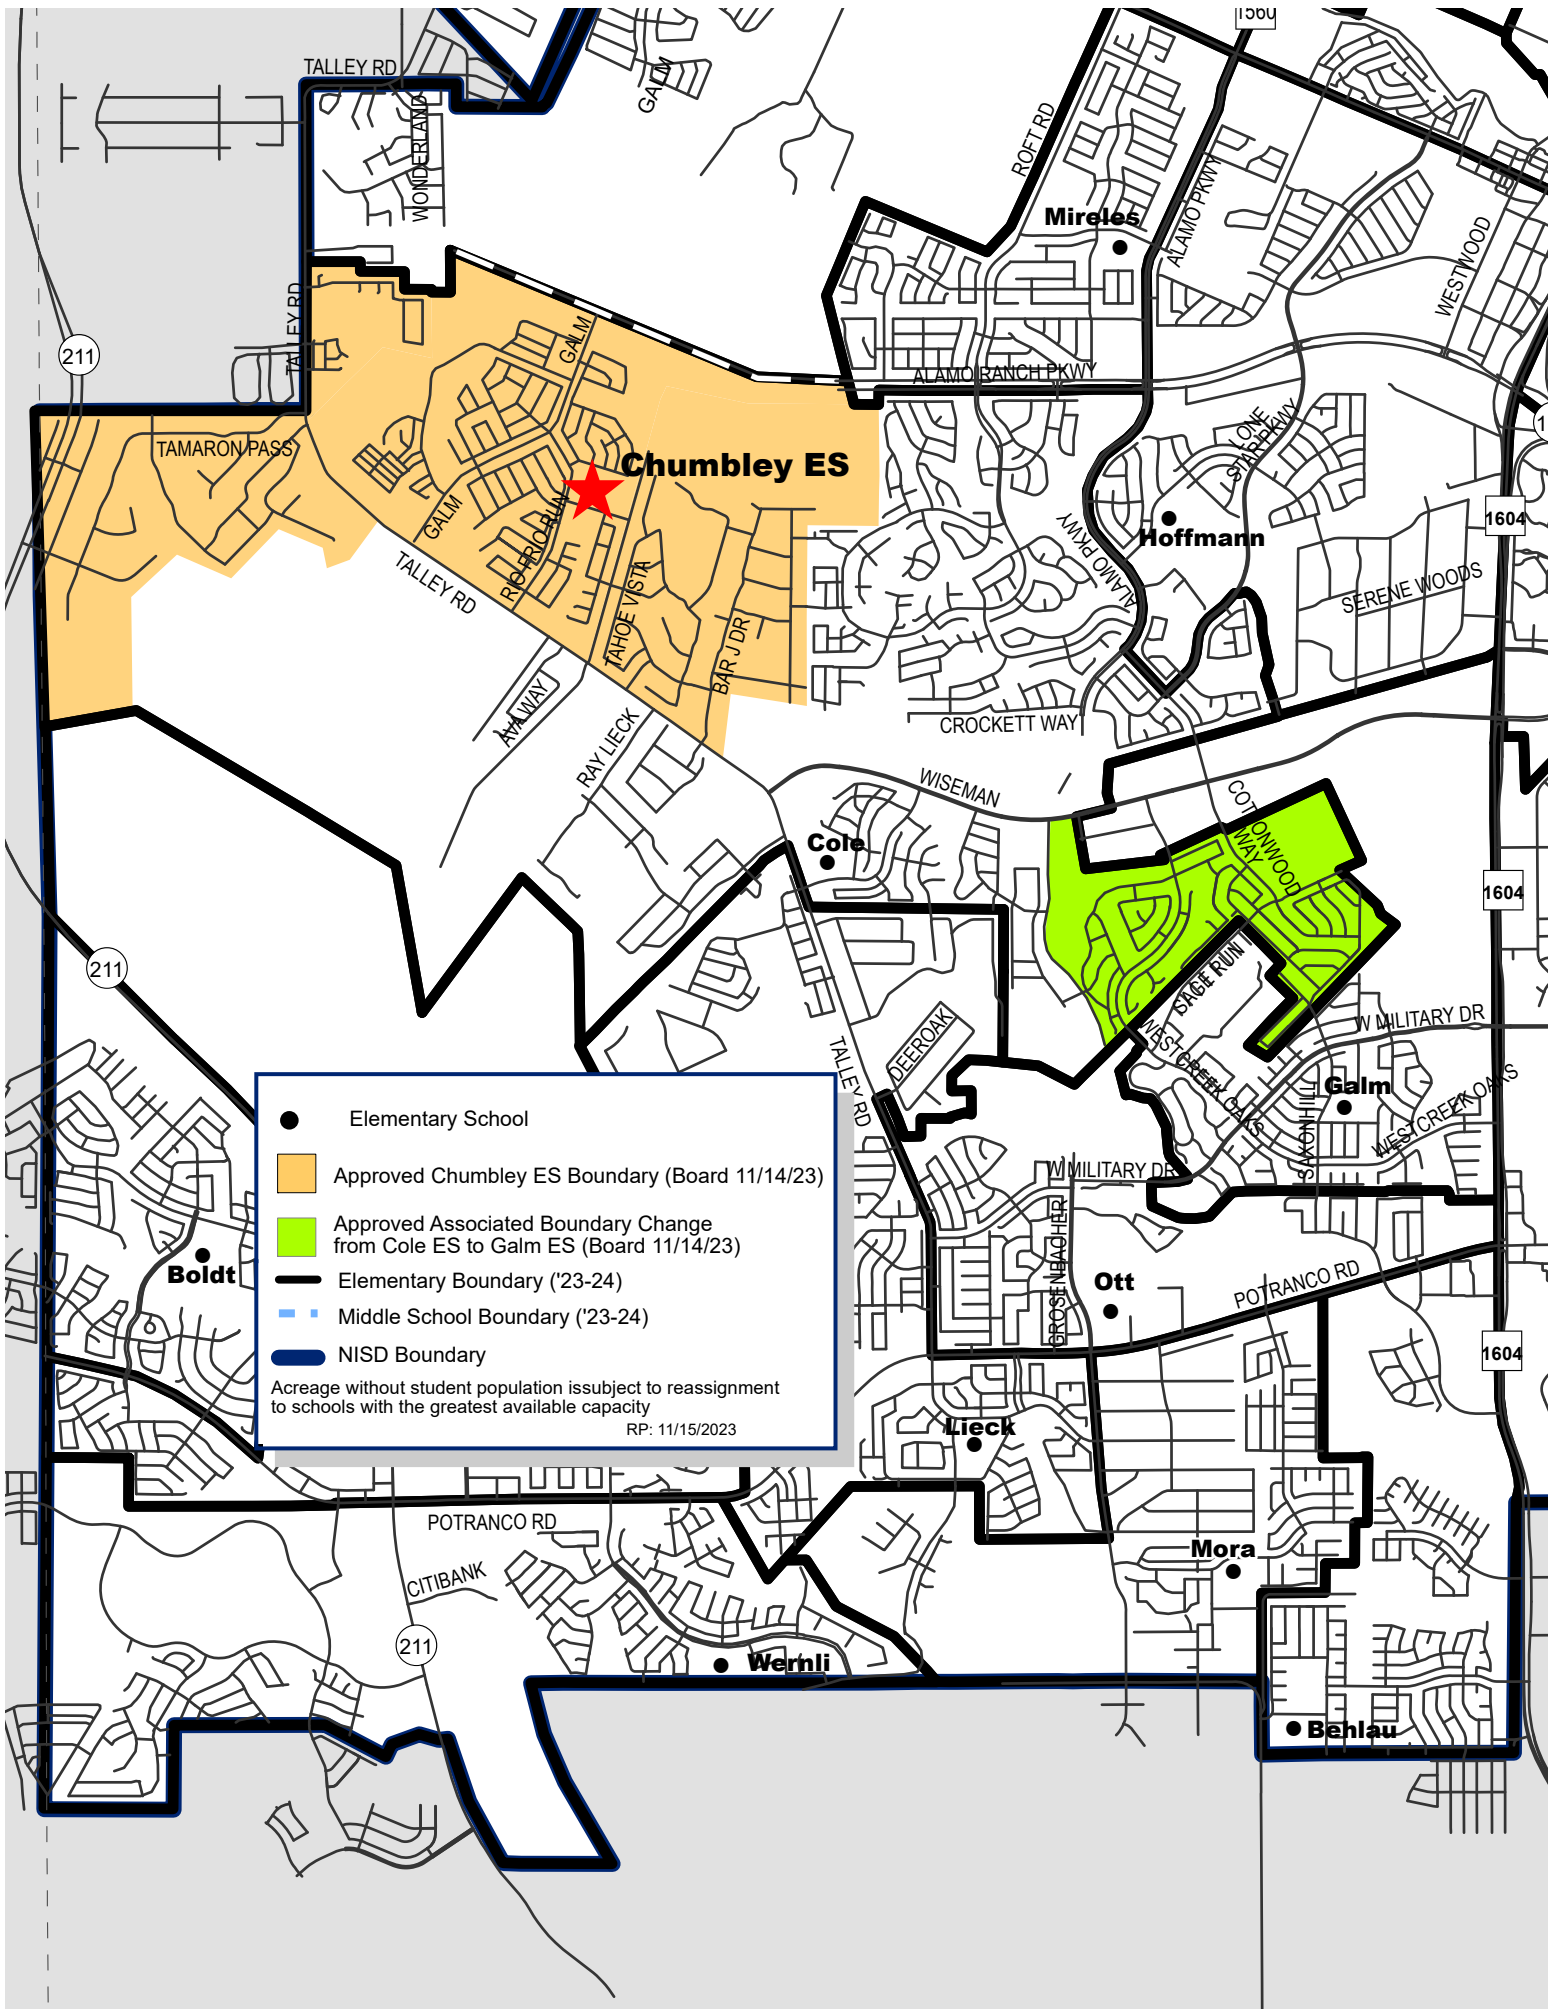 1560
TALLEY RD
GALM
WONDERLAND
ROFT RD
ALAMO PKWY
Mireles
WESTWOOD
TALLEY RD
211
GALM
ALAMO RANCH PKWY
TAMARON PASS
LONE
STAR PKWY
Chumbley ES
GALM
RIO FRIO RUN
1604
ALAMO PKWY
Hoffmann
TALLEY RD
TAHOE VISTA
SERENE WOODS
BAR J DR
AVA WAY
RAY LIECK
CROCKETT WAY
WISEMAN
COTTONWOOD
WAY
Cole
1604
211
SAGE RUN
DEEROAK
TALLEY RD
WESTCREEK OAKS
W MILITARY DR
Galm
SAXONHILL
WESTCREEK OAKS
W MILITARY DR
GROSENBACHER
Ott
POTRANCO RD
1604
Boldt
Elementary School
Approved Chumbley ES Boundary (Board 11/14/23)
Approved Associated Boundary Change
from Cole ES to Galm ES (Board 11/14/23)
Elementary Boundary ('23-24)
Middle School Boundary ('23-24)
NISD Boundary
Acreage without student population issubject to reassignment
to schools with the greatest available capacity
RP: 11/15/2023
Lieck
POTRANCO RD
Mora
CITIBANK
211
Wernli
Behlau